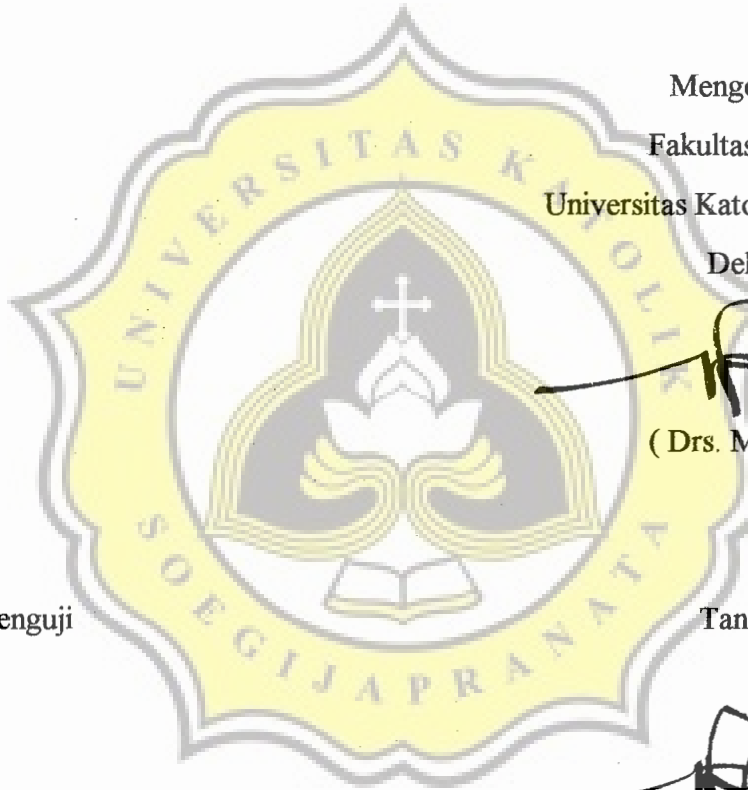 Menge
Fakultas
Universitas Kato
Del
( Drs. M
enguji
Tan
UNIVERSITAS KATOLIK
SOEGIJAPRANATA